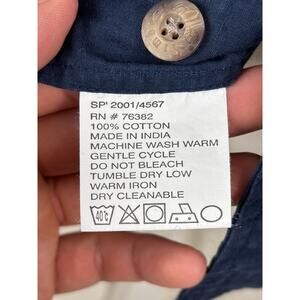 SP' 2001/4567
RN # 76382
100% COTTON
MADE IN INDIA
MACHINE WASH WARM
GENTLE CYCLE
DO NOT BLEACH
TUMBLE DRY LOW
WARM IRON
DRY CLEANABLE
40°C